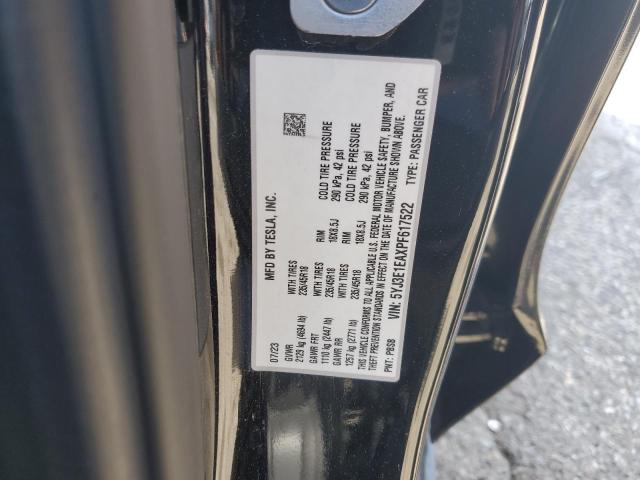 MFD BY TESLA, INC.
07/23
GVWR
2129 kg (4694 lb)
WITH TIRES
235/45R18
RIM
18X8.5J
COLD TIRE PRESSURE
290 kPa, 42 psi
GAWR FRT
1110 kg (2447 lb)
WITH TIRES
235/45R18
RIM
18X8.5J
COLD TIRE PRESSURE
290 kPa, 42 psi
GAWR RR
1257 kg (2771 lb)
235/45R18
THIS VEHICLE CONFORMS TO ALL APPLICABLE U.S. FEDERAL MOTOR VEHICLE SAFETY, BUMPER, AND
THEFT PREVENTION STANDARDS IN EFFECT ON THE DATE OF MANUFACTURE SHOWN ABOVE.
VIN: 5YJ3E1EAXPF617522
TYPE: PASSENGER CAR
PNT: PBSB